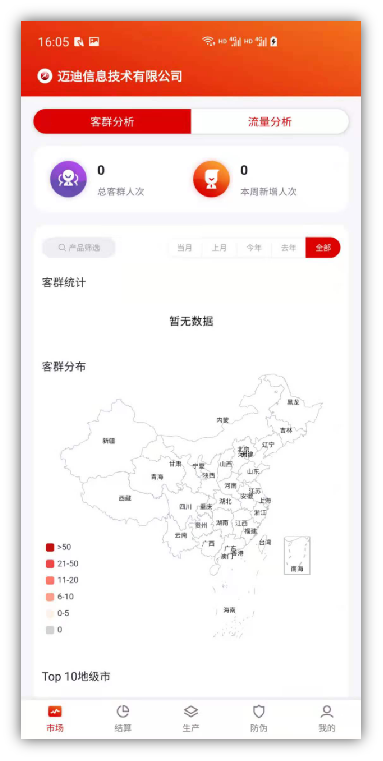 16:05 HD 4G HD 4G
迈迪信息技术有限公司
客群分析 流量分析
0 0
总客群人次 本周新增人次
产品筛选 当月 上月 今年 去年 全部
客群统计
暂无数据
客群分布
黑龙
吉林
内蒙
辽宁
新疆
北京
甘肃 宁夏 山西
山东
青海 陕西
河南
西藏
江苏
安徽
四川 重庆 湖北 上海
浙江
贵州 湖南 江西
云南 福建
广西 广东 台湾
香港
澳门
南海
海南
>50
21-50
11-20
6-10
0-5
0
Top 10地级市
市场 结算 生产 防伪 我的